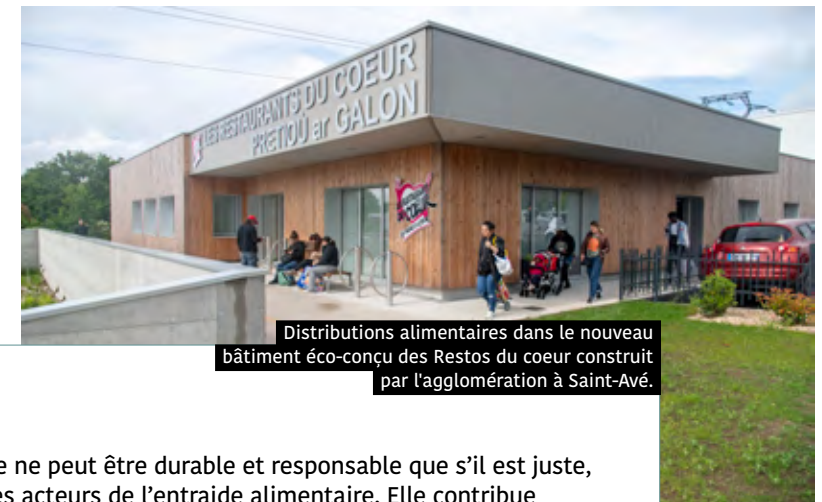 LES RESTAURANTS DU COEUR
PRETIOÙ ar GALON
Distributions alimentaires dans le nouveau
bâtiment éco-conçu des Restos du coeur construit
par l'agglomération à Saint-Avé.
e ne peut être durable et responsable que s’il est juste,
es acteurs de l’entraide alimentaire. Elle contribue